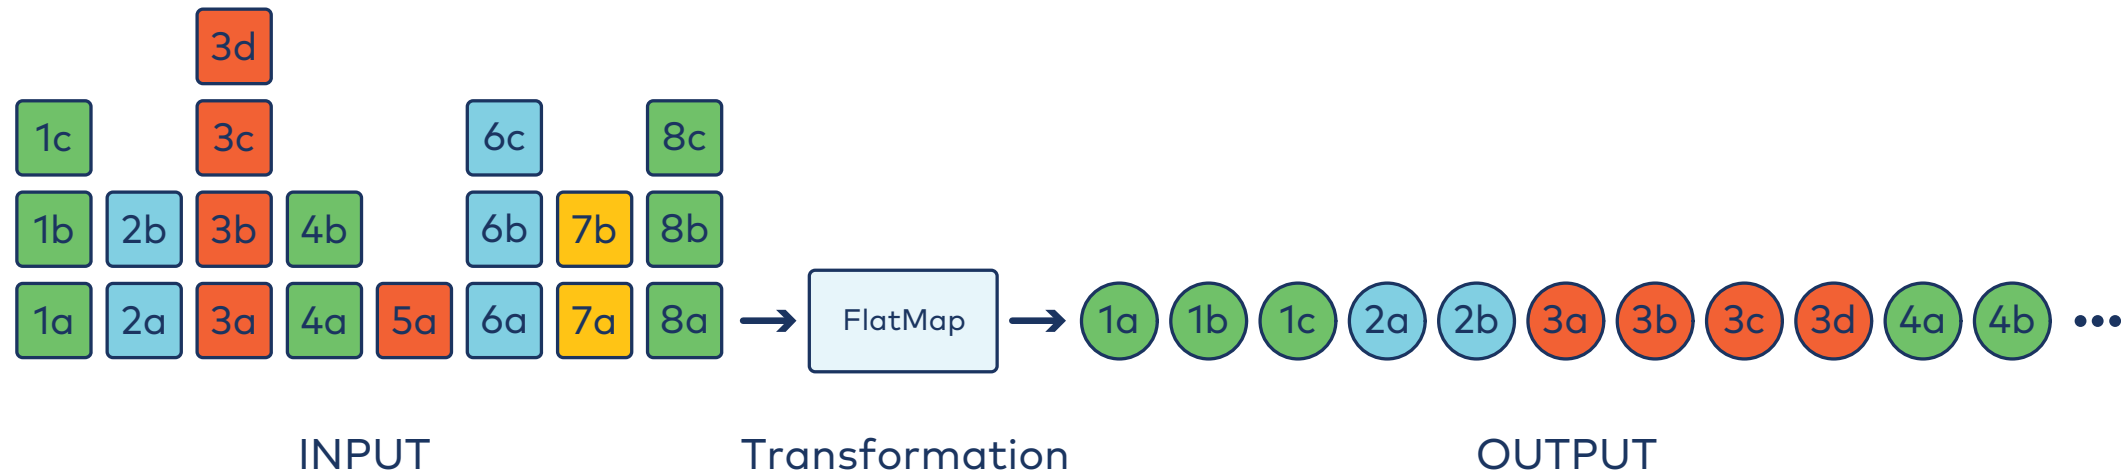 3d
1c 3c 6c 8c
1b 2b 3b 4b 6b 7b 8b
1a 2a 3a 4a 5a 6a 7a 8a FlatMap 1a 1b 1c 2a 2b 3a 3b 3c 3d 4a 4b •••
INPUT Transformation OUTPUT